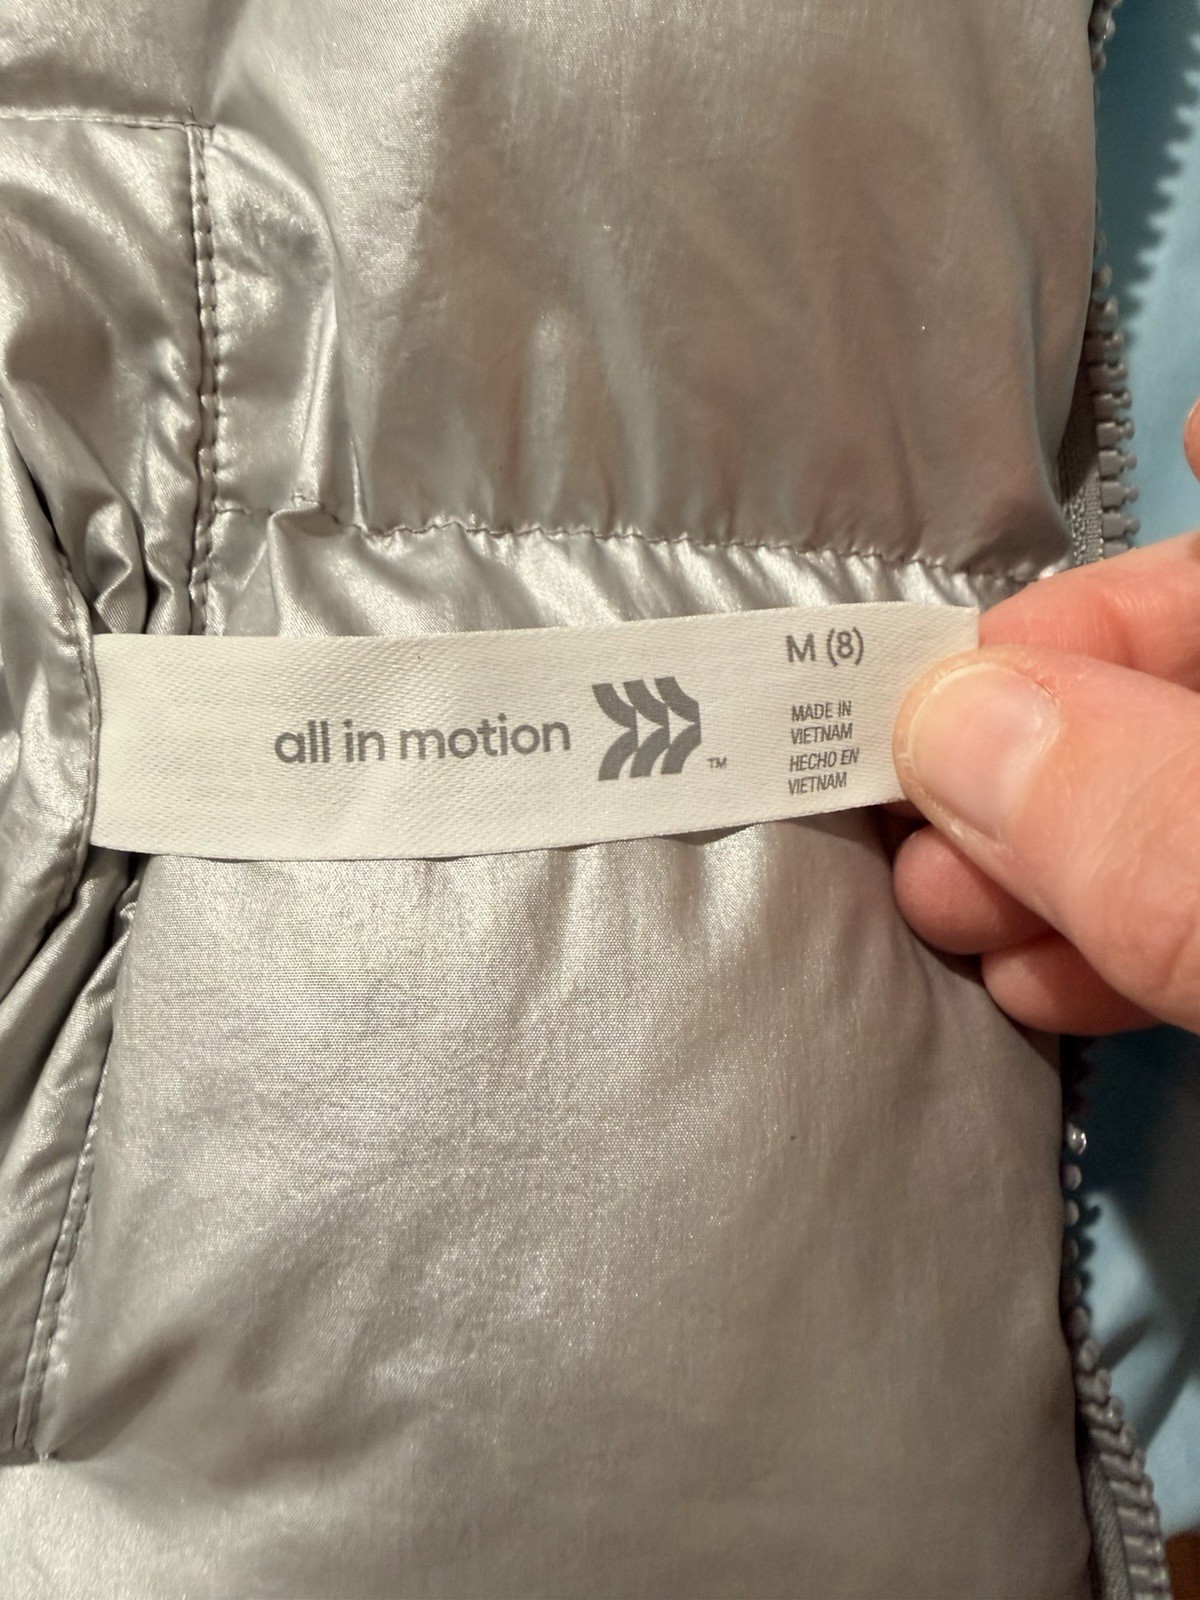 all in motion
TM
M (8)
MADE IN
VIETNAM
HECHO EN
VIETNAM